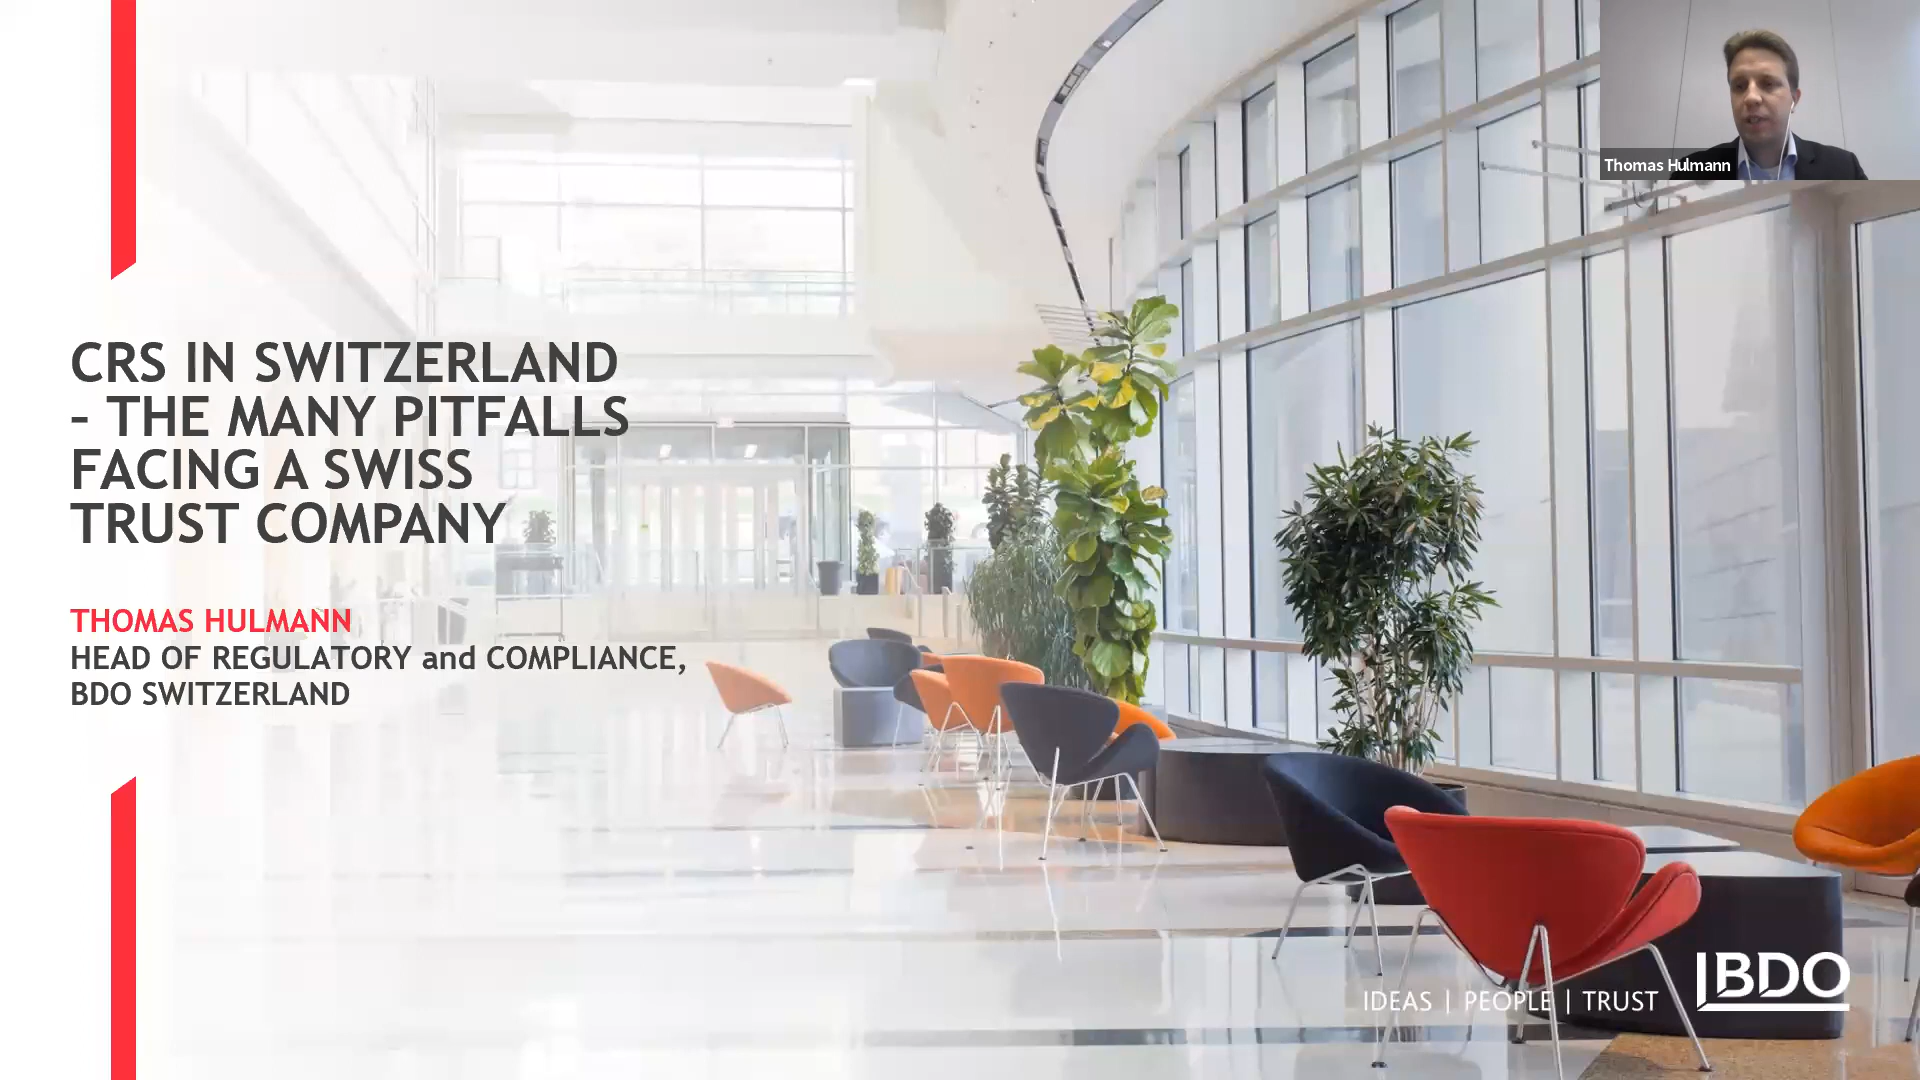 Thomas Hulmann
CRS IN SWITZERLAND
- THE MANY PITFALLS
FACING A SWISS
TRUST COMPANY
THOMAS HULMANN
HEAD OF REGULATORY and COMPLIANCE,
BDO SWITZERLAND
IDEAS | PEOPLE | TRUST
BDO